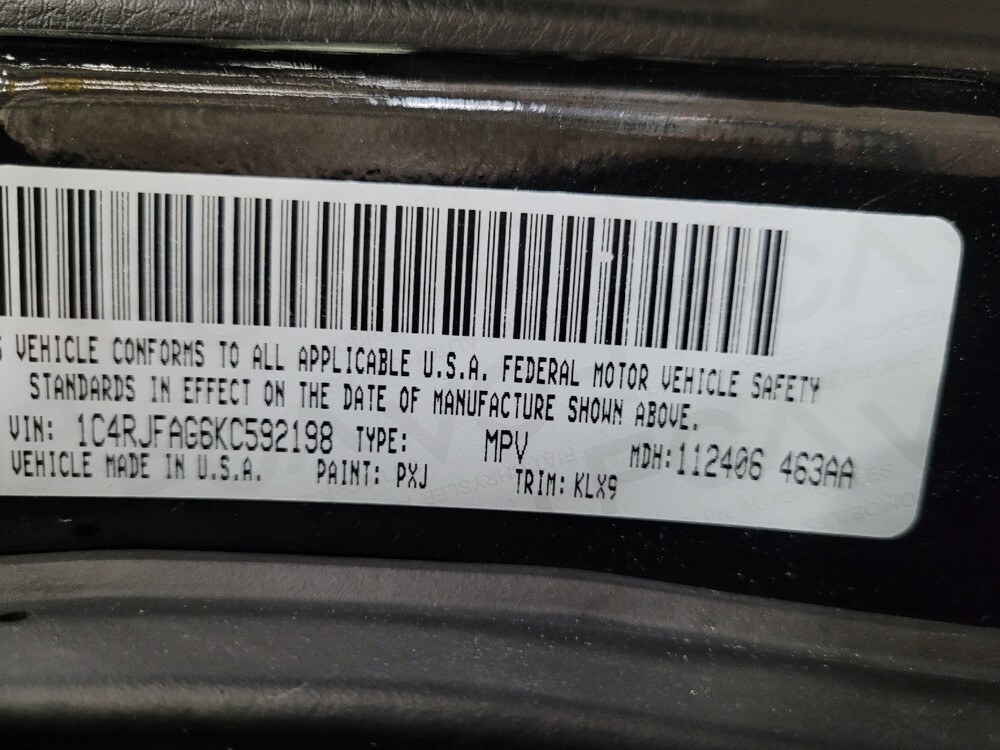 VEHICLE CONFORMS TO ALL APPLICABLE U.S.A. FEDERAL MOTOR VEHICLE SAFETY
STANDARDS IN EFFECT ON THE DATE OF MANUFACTURE SHOWN ABOVE.
VIN: 1C4RJFAG6KC592198 TYPE: MPV MDH:112406 463AA
VEHICLE MADE IN U.S.A. PAINT: PXJ TRIM: KLX9